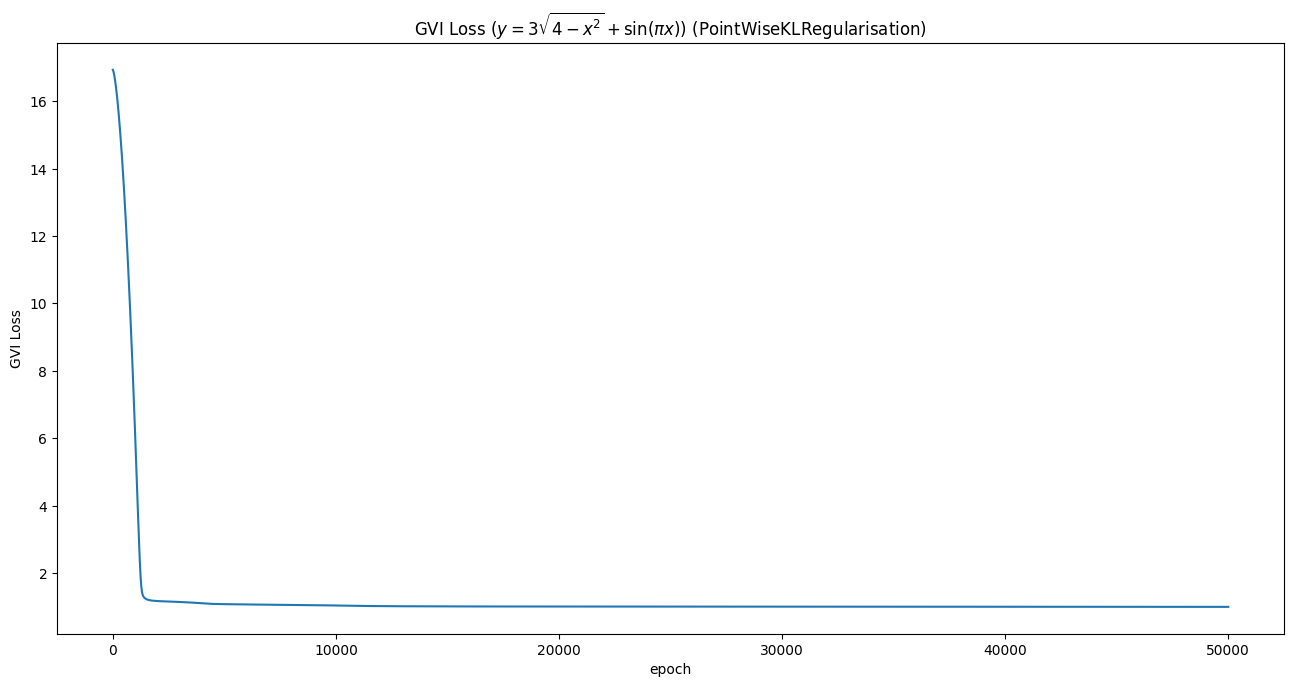 GVI Loss ($y = 3\sqrt{4 - x^2} + \sin(\pi x)$) (PointWiseKLRegularisation)
16
14
12
10
8
6
4
2
GVI Loss
0 10000 20000 30000 40000 50000
epoch